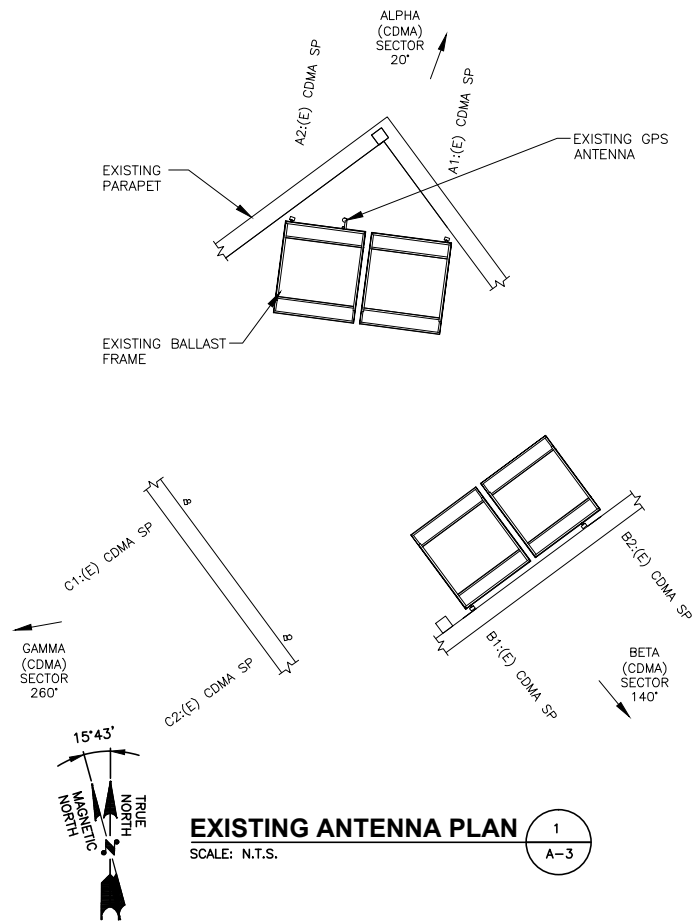 ALPHA
(CDMA)
SECTOR
20°
A2:(E) CDMA SP
A1:(E) CDMA SP
EXISTING GPS
ANTENNA
EXISTING
PARAPET
EXISTING BALLAST
FRAME
C1:(E) CDMA SP
B2:(E) CDMA SP
GAMMA
(CDMA)
SECTOR
260°
C2:(E) CDMA SP
B1:(E) CDMA SP
BETA
(CDMA)
SECTOR
140°
15°43'
TRUE
NORTH
MAGNETIC
NORTH
N
EXISTING ANTENNA PLAN
1
SCALE: N.T.S.
A-3